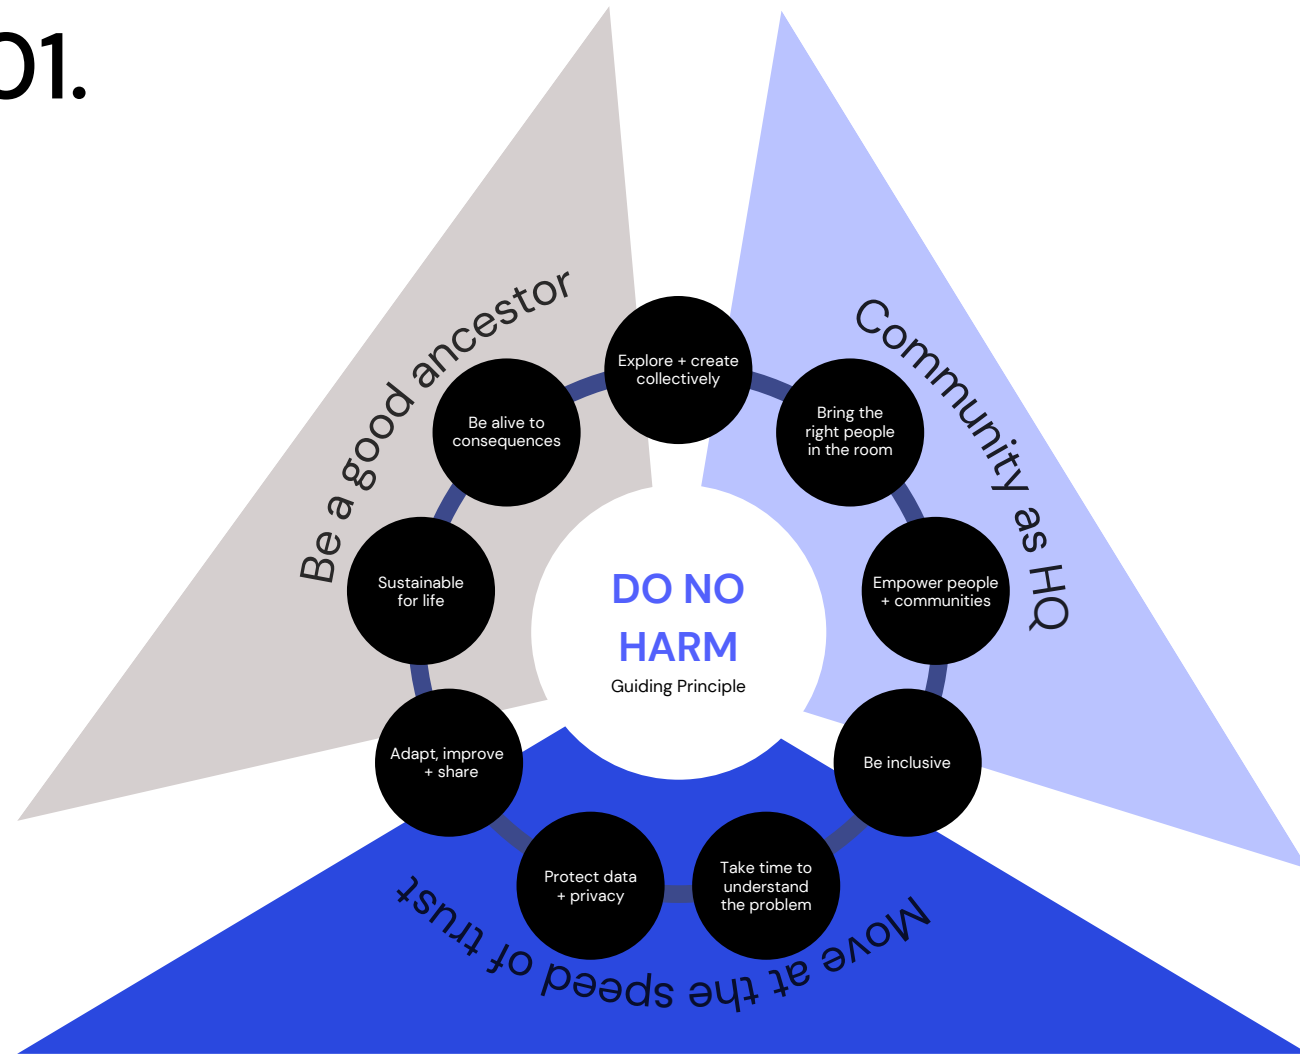 01.
Be a good ancestor
Community as HQ
Explore + create
collectively
Be alive to
consequences
Bring the
right people
in the room
Sustainable
for life
Empower people
+ communities
DO NO
HARM
Guiding Principle
Adapt, improve
+ share
Be inclusive
Protect data
+ privacy
Take time to
understand
the problem
Move at the speed of trust